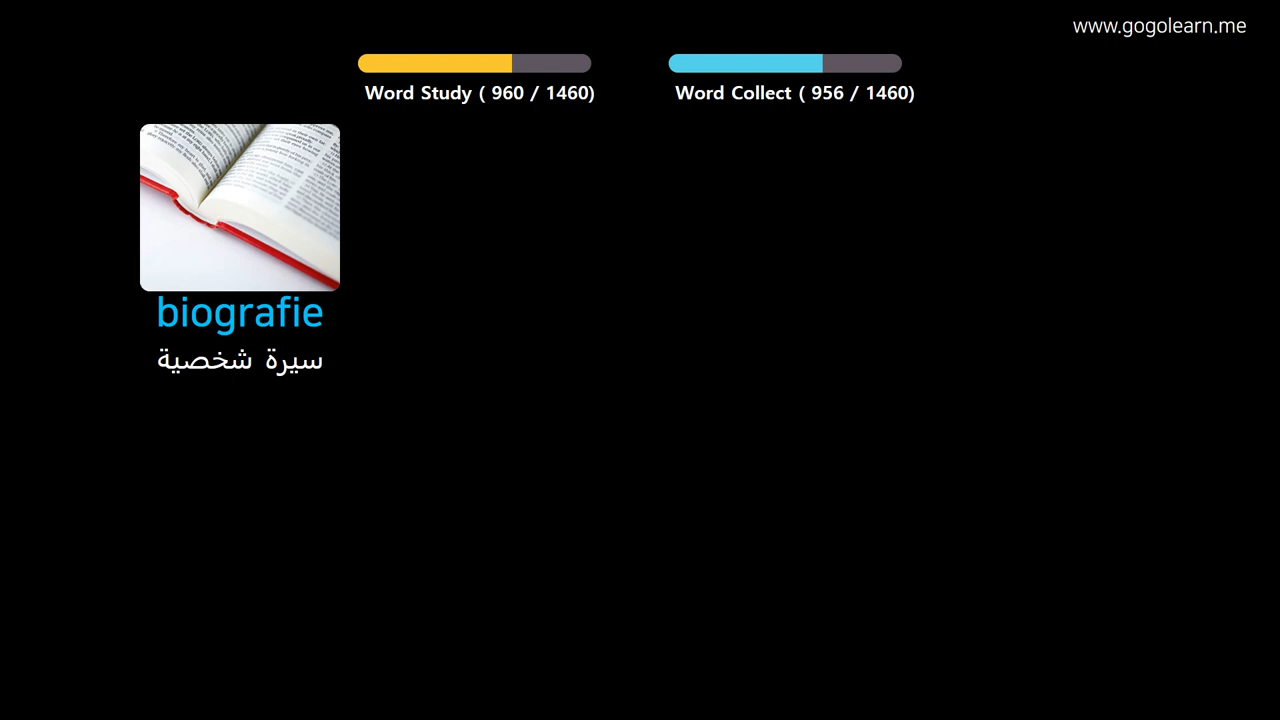 www.gogolearn.me
Word Study ( 960 / 1460)
Word Collect ( 956 / 1460)
biografie
سيرة شخصية